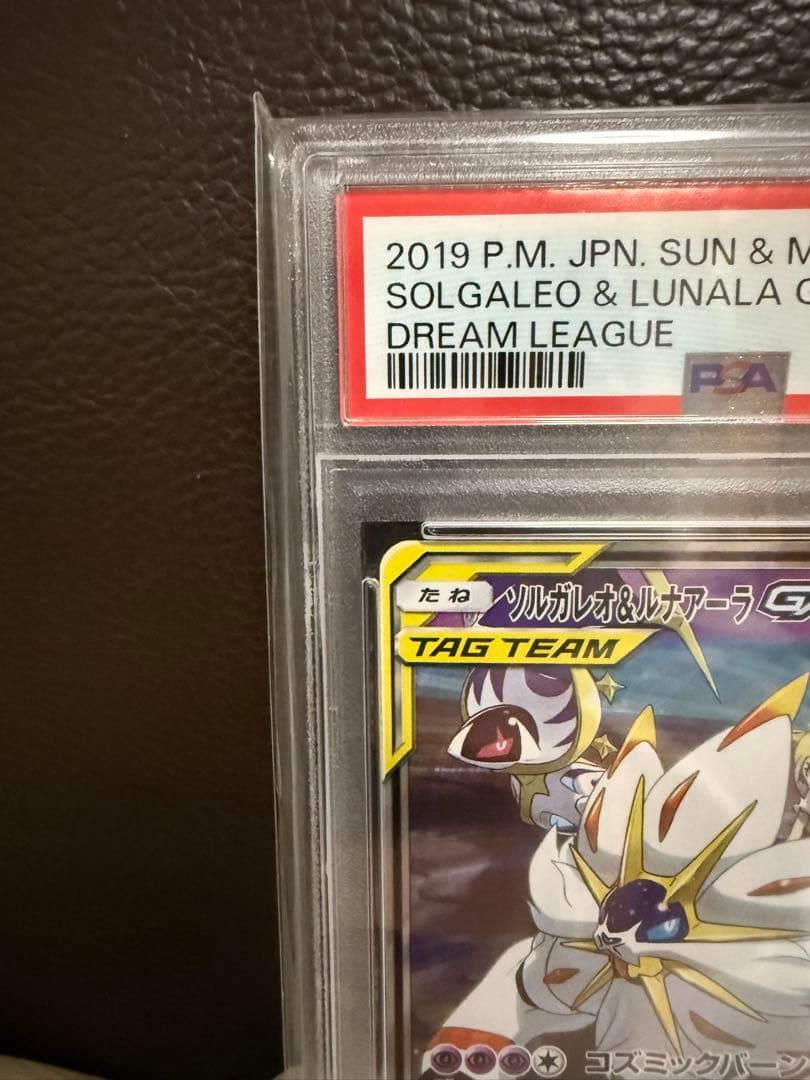 2019 P.M. JPN. SUN & M
SOLGALEO & LUNALA
DREAM LEAGUE
PSA
たね ソルガレオ&ルナアーラ GX
TAG TEAM
コズミックバーン